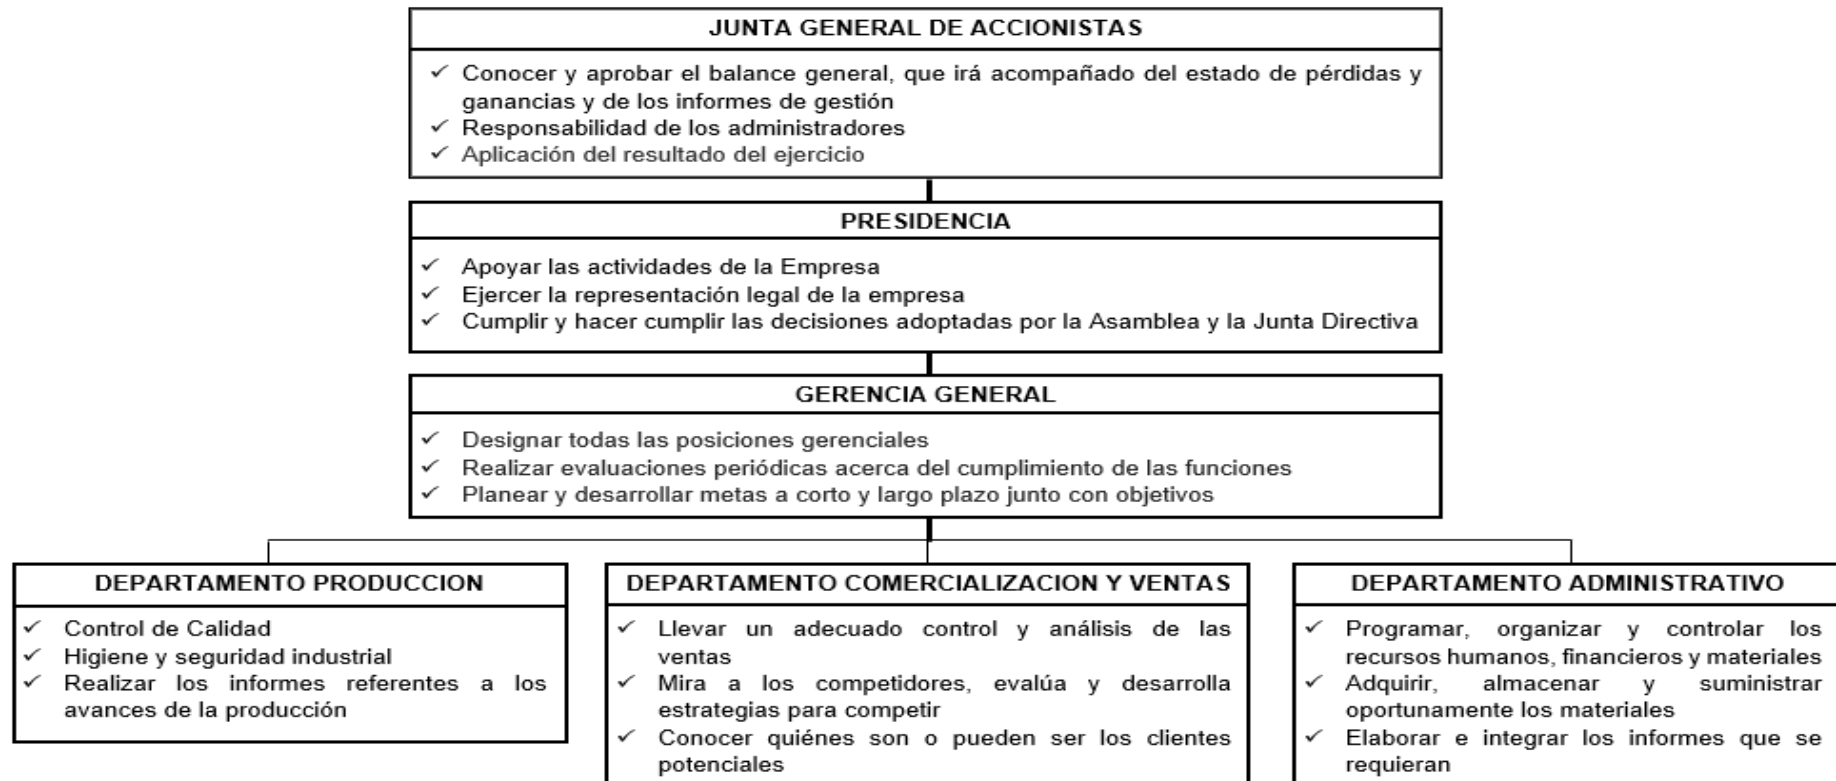 JUNTA GENERAL DE ACCIONISTAS
✓ Conocer y aprobar el balance general, que irá acompañado del estado de pérdidas y
ganancias y de los informes de gestión
✓ Responsabilidad de los administradores
✓ Aplicación del resultado del ejercicio
PRESIDENCIA
✓ Apoyar las actividades de la Empresa
✓ Ejercer la representación legal de la empresa
✓ Cumplir y hacer cumplir las decisiones adoptadas por la Asamblea y la Junta Directiva
GERENCIA GENERAL
✓ Designar todas las posiciones gerenciales
✓ Realizar evaluaciones periódicas acerca del cumplimiento de las funciones
✓ Planear y desarrollar metas a corto y largo plazo junto con objetivos
DEPARTAMENTO PRODUCCION
✓ Control de Calidad
✓ Higiene y seguridad industrial
✓ Realizar los informes referentes a los
avances de la producción
DEPARTAMENTO COMERCIALIZACION Y VENTAS
✓ Llevar un adecuado control y análisis de las
ventas
✓ Mira a los competidores, evalúa y desarrolla
estrategias para competir
✓ Conocer quiénes son o pueden ser los clientes
potenciales
DEPARTAMENTO ADMINISTRATIVO
✓ Programar, organizar y controlar los
recursos humanos, financieros y materiales
✓ Adquirir, almacenar y suministrar
oportunamente los materiales
✓ Elaborar e integrar los informes que se
requieran